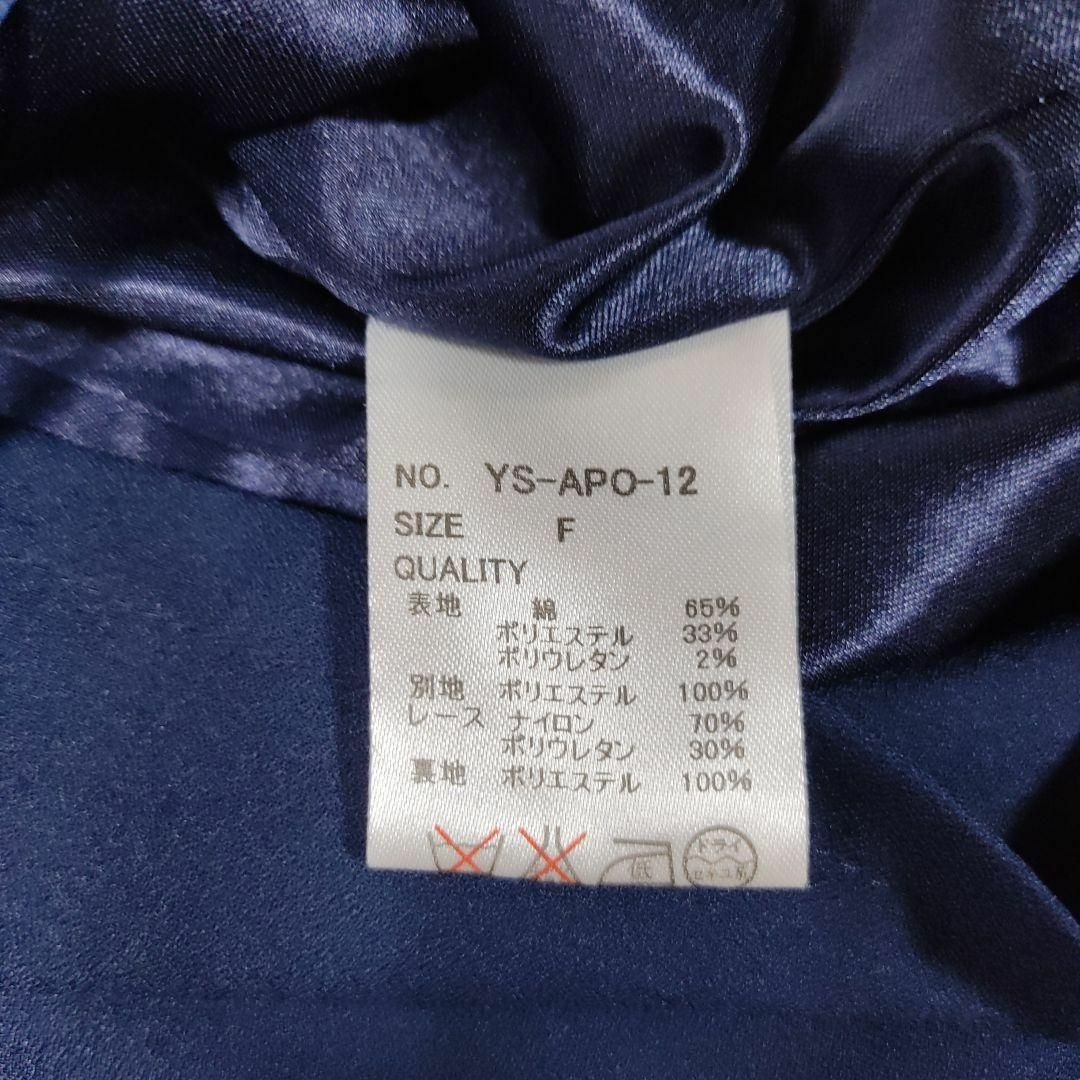 NO. YS-APO-12
SIZE F
QUALITY
表地 綿 65%
ポリエステル 33%
ポリウレタン 2%
別地 ポリエステル 100%
レース ナイロン 70%
ポリウレタン 30%
裏地 ポリエステル 100%
低 ドライ
セキユ系